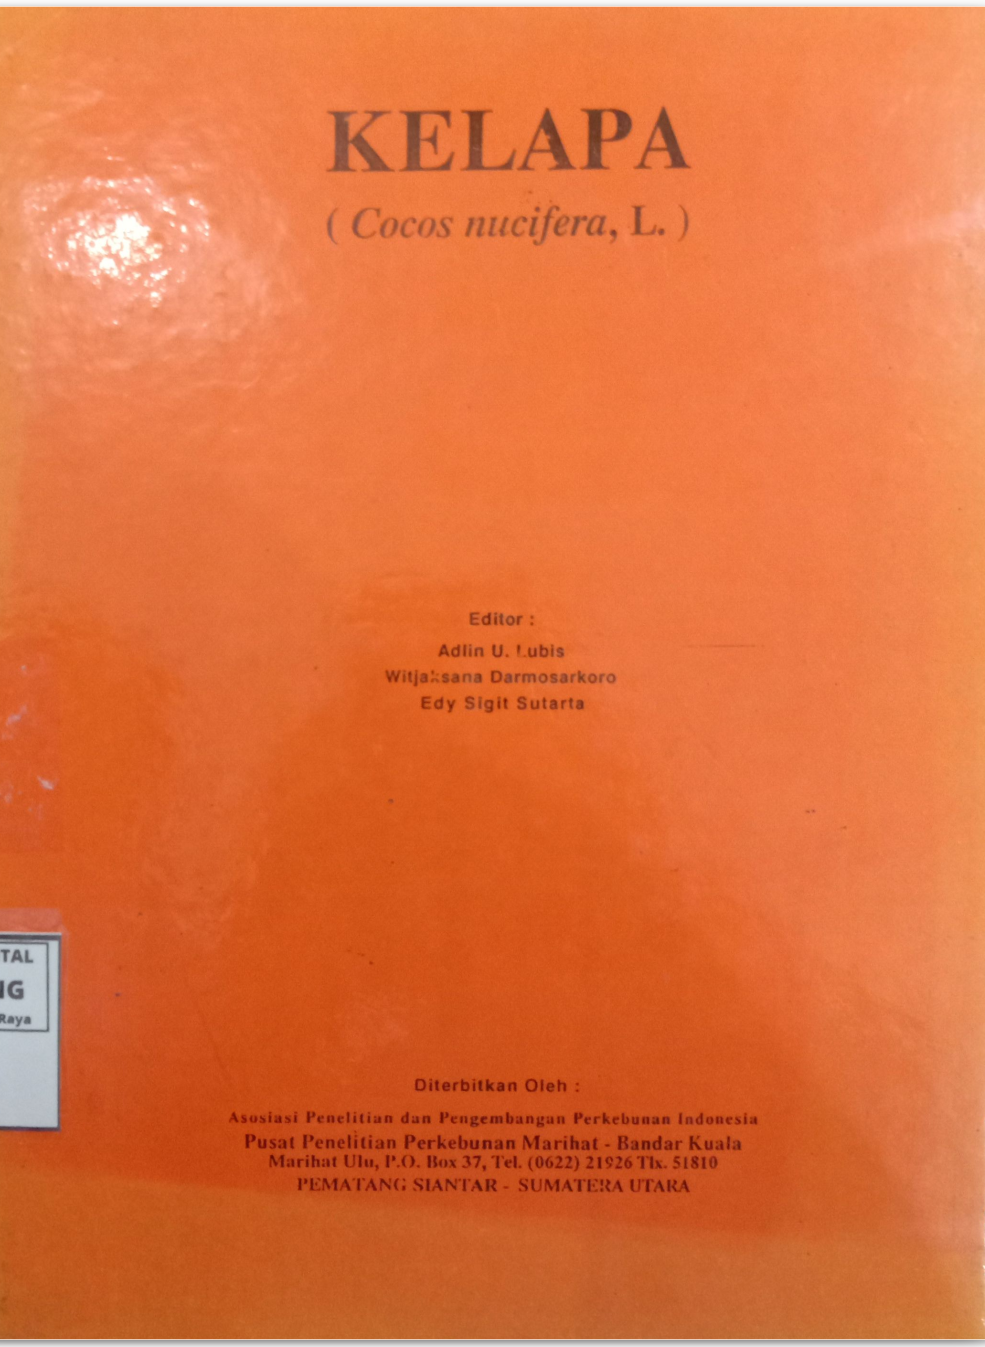 KELAPA
( Cocos nucifera, L. )
Editor :
Adlin U. Lubis
Witjaksana Darmosarkoro
Edy Sigit Sutarta
TAL
NG
Raya
Diterbitkan Oleh :
Asosiasi Penelitian dan Pengembangan Perkebunan Indonesia
Pusat Penelitian Perkebunan Marihat - Bandar Kuala
Marihat Ulu, P.O. Box 37, Tel. (0622) 21926 Tlx. 51810
PEMATANG SIANTAR - SUMATERA UTARA